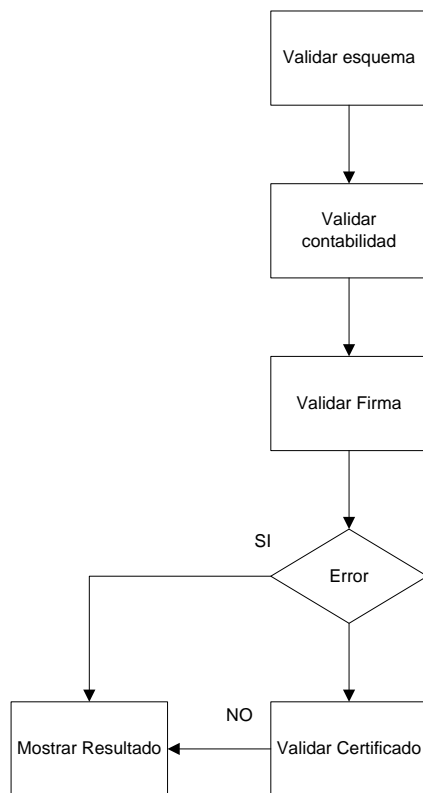 Validar esquema
Validar
contabilidad
Validar Firma
SI
Error
NO
Mostrar Resultado
Validar Certificado